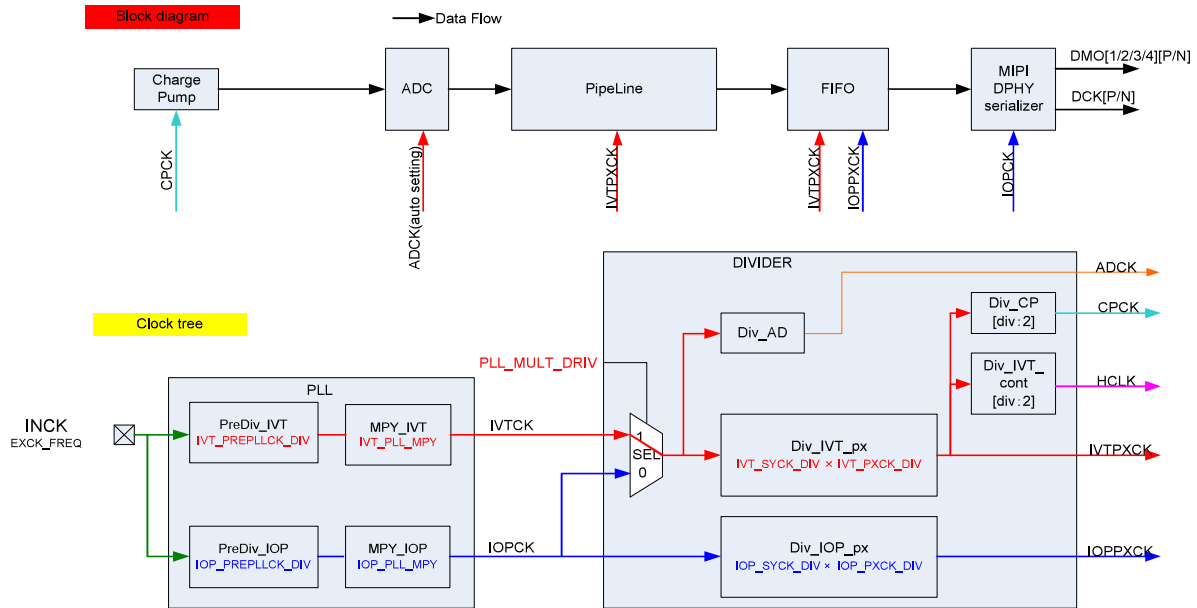 Block diagram
Data Flow
Charge
Pump
ADC
PipeLine
FIFO
MIPI
DPHY
serializer
DMO[1/2/3/4][P/N]
DCK[P/N]
CPCK
ADCK(auto setting)
IVTPXCK
IVTPXCK
IOPPXCK
IOPCK
Clock tree
DIVIDER
ADCK
Div_AD
Div_CP
[div:2]
CPCK
PLL_MULT_DRIV
Div_IVT_
cont
[div:2]
HCLK
PLL
INCK
EXCK_FREQ
PreDiv_IVT
IVT_PREPLLCK_DIV
MPY_IVT
IVT_PLL_MPY
IVTCK
1
SEL
0
Div_IVT_px
IVT_SYCK_DIV × IVT_PXCK_DIV
IVTPXCK
PreDiv_IOP
IOP_PREPLLCK_DIV
MPY_IOP
IOP_PLL_MPY
IOPCK
Div_IOP_px
IOP_SYCK_DIV × IOP_PXCK_DIV
IOPPXCK